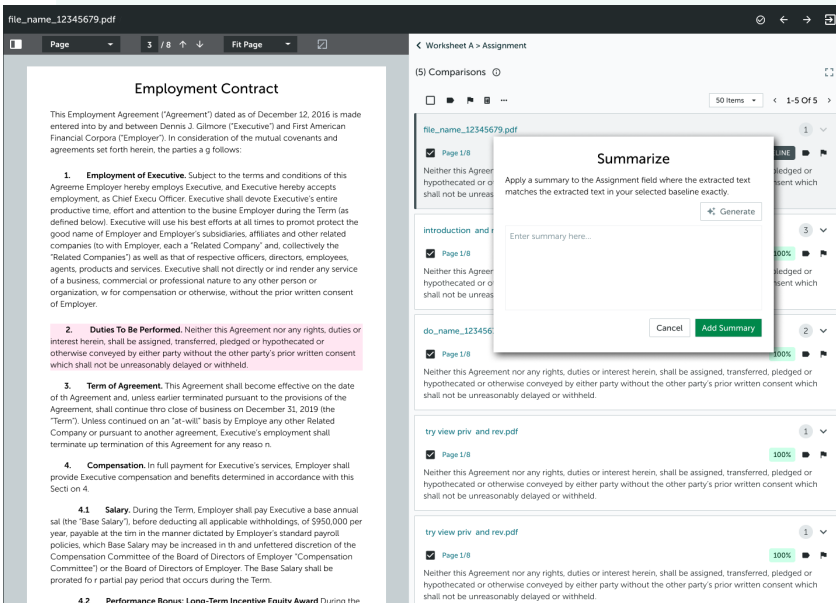 file_name_12345679.pdf
Page
3 / 8
Fit Page
Employment Contract
This Employment Agreement ("Agreement") dated as of December 12, 2016 is made
entered into by and between Dennis J. Gilmore ("Executive") and First American
Financial Corpora ("Employer"). In consideration of the mutual covenants and
agreements set forth herein, the parties a g follows:
1. Employment of Executive. Subject to the terms and conditions of this
Agreeme Employer hereby employs Executive, and Executive hereby accepts
employment, as Chief Execu Officer. Executive shall devote Executive's entire
productive time, effort and attention to the busine Employer during the Term (as
defined below). Executive will use his best efforts at all times to promot protect the
good name of Employer and Employer's subsidiaries, affiliates and other related
companies (to with Employer, each a "Related Company" and, collectively the
"Related Companies") as well as that of respective officers, directors, employees,
agents, products and services. Executive shall not directly or ind render any service
of a business, commercial or professional nature to any other person or
organization, w for compensation or otherwise, without the prior written consent
of Employer.
2. Duties To Be Performed. Neither this Agreement nor any rights, duties or
interest herein, shall be assigned, transferred, pledged or hypothecated or
otherwise conveyed by either party without the other party's prior written consent
which shall not be unreasonably delayed or withheld.
3. Term of Agreement. This Agreement shall become effective on the date
of th Agreement and, unless earlier terminated pursuant to the provisions of the
Agreement, shall continue thro close of business on December 31, 2019 (the
"Term"). Unless continued on an "at-will" basis by Employe any other Related
Company or pursuant to another agreement, Executive's employment shall
terminate up termination of this Agreement for any reaso n.
4. Compensation. In full payment for Executive's services, Employer shall
provide Executive compensation and benefits determined in accordance with this
Secti on 4.
4.1 Salary. During the Term, Employer shall pay Executive a base annual
sal (the "Base Salary"), before deducting all applicable withholdings, of $950,000 per
year, payable at the tim in the manner dictated by Employer's standard payroll
policies, which Base Salary may be increased in th and unfettered discretion of the
Compensation Committee of the Board of Directors of Employer "Compensation
Committee") or the Board of Directors of Employer. The Base Salary shall be
prorated fo r partial pay period that occurs during the Term.
4.2 Performance Bonus; Long-Term Incentive Equity Award During the
Worksheet A > Assignment
(5) Comparisons
50 Items
1-5 Of 5
file_name_12345679.pdf
1
Page 1/8
LINE
Neither this Agreer
pledged or
hypothecated or o
nsent which
shall not be unreas
Summarize
Apply a summary to the Assignment field where the extracted text
matches the extracted text in your selected baseline exactly.
Generate
Enter summary here...
Cancel
Add Summary
introduction and r
3
Page 1/8
100%
Neither this Agreer
pledged or
hypothecated or o
nsent which
shall not be unreas
do_name_123456
2
Page 1/8
100%
Neither this Agreement nor any rights, duties or interest herein, shall be assigned, transferred, pledged or
hypothecated or otherwise conveyed by either party without the other party's prior written consent which
shall not be unreasonably delayed or withheld.
try view priv and rev.pdf
1
Page 1/8
100%
Neither this Agreement nor any rights, duties or interest herein, shall be assigned, transferred, pledged or
hypothecated or otherwise conveyed by either party without the other party's prior written consent which
shall not be unreasonably delayed or withheld.
try view priv and rev.pdf
1
Page 1/8
100%
Neither this Agreement nor any rights, duties or interest herein, shall be assigned, transferred, pledged or
hypothecated or otherwise conveyed by either party without the other party's prior written consent which
shall not be unreasonably delayed or withheld.